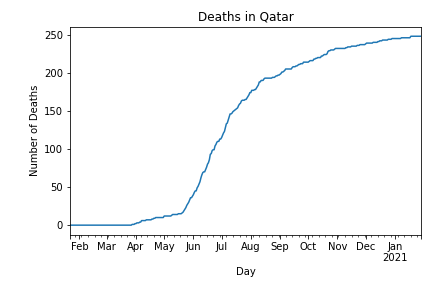 Deaths in Qatar
Number of Deaths
250
200
150
100
50
0
Feb Mar Apr May Jun Jul Aug Sep Oct Nov Dec Jan
2021
Day